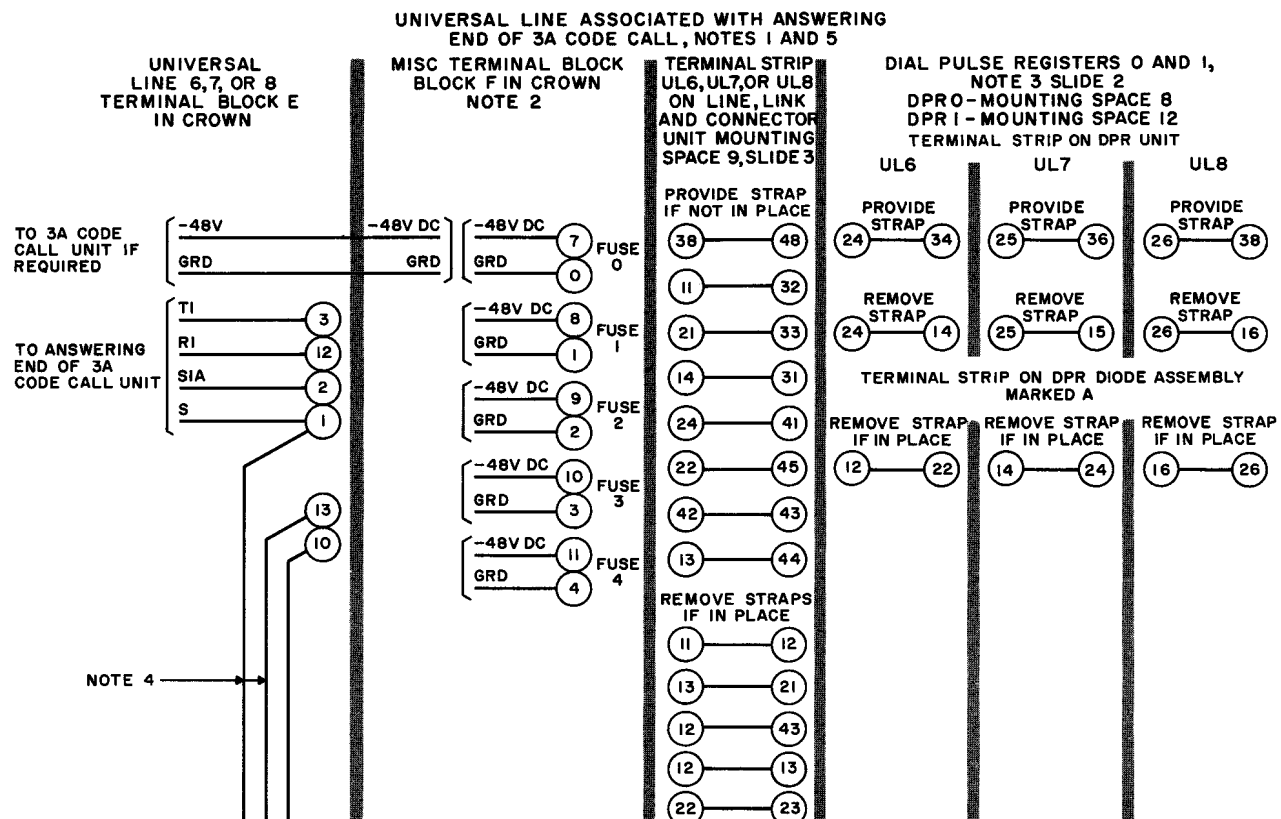 UNIVERSAL LINE ASSOCIATED WITH ANSWERING
END OF 3A CODE CALL, NOTES 1 AND 5
UNIVERSAL
LINE 6,7, OR 8
TERMINAL BLOCK E
IN CROWN
TO 3A CODE
CALL UNIT IF
REQUIRED
-48V
GRD
TO ANSWERING
END OF 3A
CODE CALL UNIT
T1 3
R1 12
S1A 2
S 1
13
10
NOTE 4
MISC TERMINAL BLOCK
BLOCK F IN CROWN
NOTE 2
-48V DC
GRD
-48V DC 7
GRD 0
FUSE
0
-48V DC 8
GRD 1
FUSE
1
-48V DC 9
GRD 2
FUSE
2
-48V DC 10
GRD 3
FUSE
3
-48V DC 11
GRD 4
FUSE
4
TERMINAL STRIP
UL6,UL7,OR UL8
ON LINE, LINK
AND CONNECTOR
UNIT MOUNTING
SPACE 9,SLIDE 3
PROVIDE STRAP
IF NOT IN PLACE
38 48
11 32
21 33
14 31
24 41
22 45
42 43
13 44
REMOVE STRAPS
IF IN PLACE
11 12
13 21
12 43
12 13
22 23
DIAL PULSE REGISTERS 0 AND 1,
NOTE 3 SLIDE 2
DPR0-MOUNTING SPACE 8
DPR1-MOUNTING SPACE 12
TERMINAL STRIP ON DPR UNIT
UL6 UL7 UL8
PROVIDE PROVIDE PROVIDE
STRAP STRAP STRAP
24 34 25 36 26 38
REMOVE REMOVE REMOVE
STRAP STRAP STRAP
24 14 25 15 26 16
TERMINAL STRIP ON DPR DIODE ASSEMBLY
MARKED A
REMOVE STRAP REMOVE STRAP REMOVE STRAP
IF IN PLACE IF IN PLACE IF IN PLACE
12 22 14 24 16 26